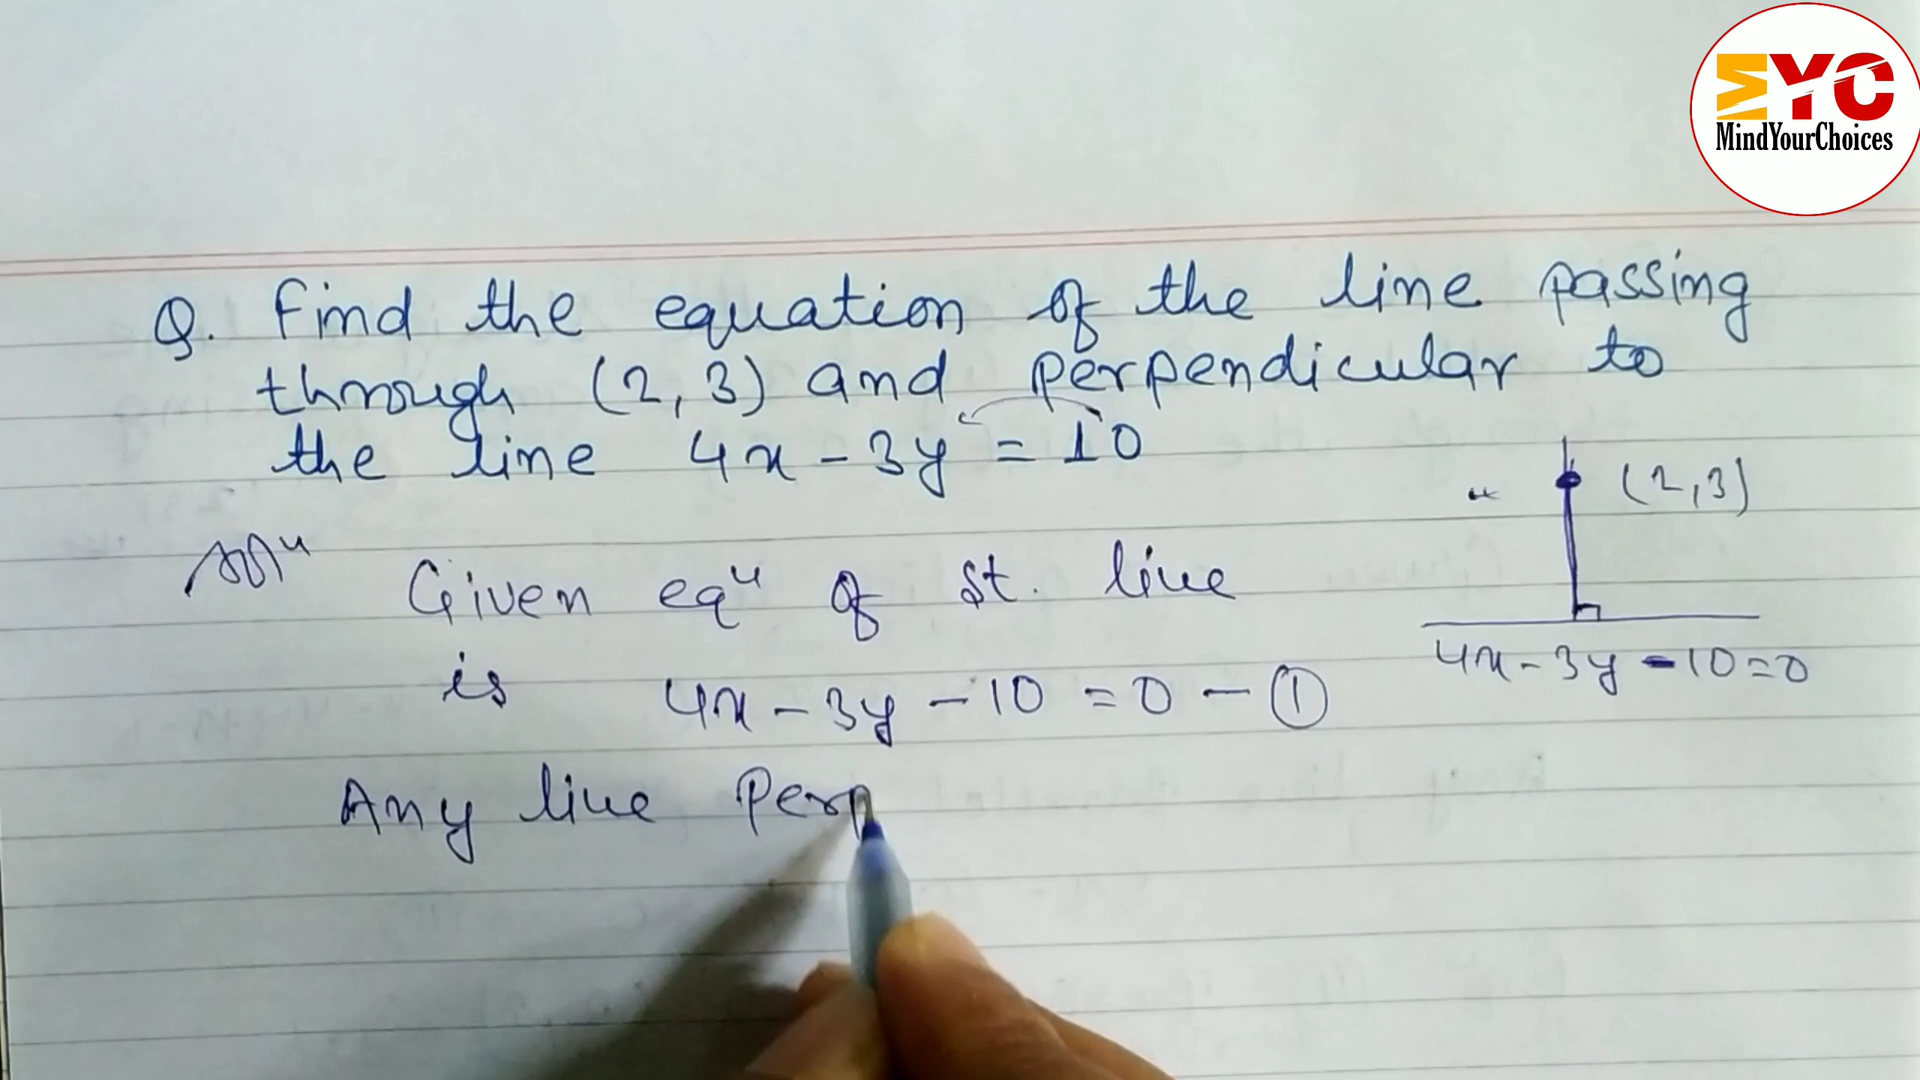 MYC
MindYourChoices
Q. Find the equation of the line passing
through (2, 3) and perpendicular to
the line 4x - 3y = 10
(2,3)
Given eqn of st. line
is 4x - 3y - 10 = 0 - ①
4x - 3y - 10 = 0
Any line Perp